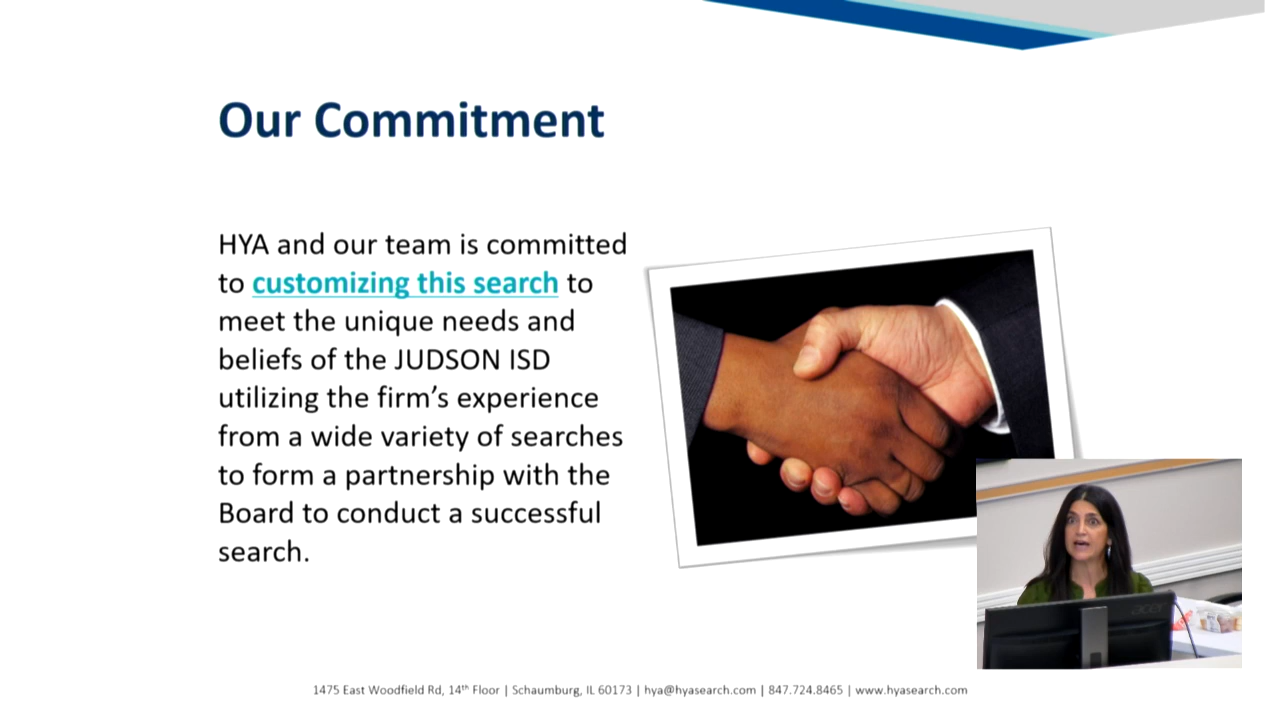 Our Commitment
HYA and our team is committed
to customizing this search to
meet the unique needs and
beliefs of the JUDSON ISD
utilizing the firm’s experience
from a wide variety of searches
to form a partnership with the
Board to conduct a successful
search.
acer
1475 East Woodfield Rd, 14th Floor | Schaumburg, IL 60173 | hya@hyasearch.com | 847.724.8465 | www.hyasearch.com